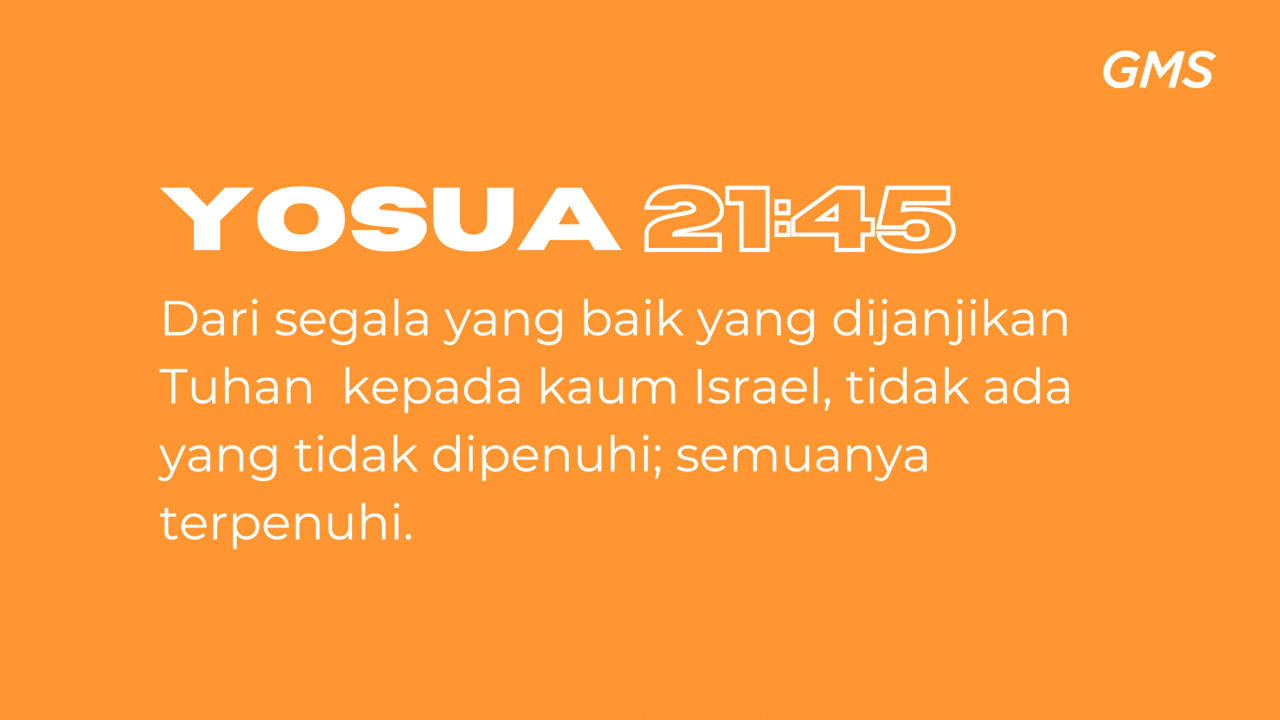 GMS
YOSUA 21:45
Dari segala yang baik yang dijanjikan
Tuhan  kepada kaum Israel, tidak ada
yang tidak dipenuhi; semuanya
terpenuhi.